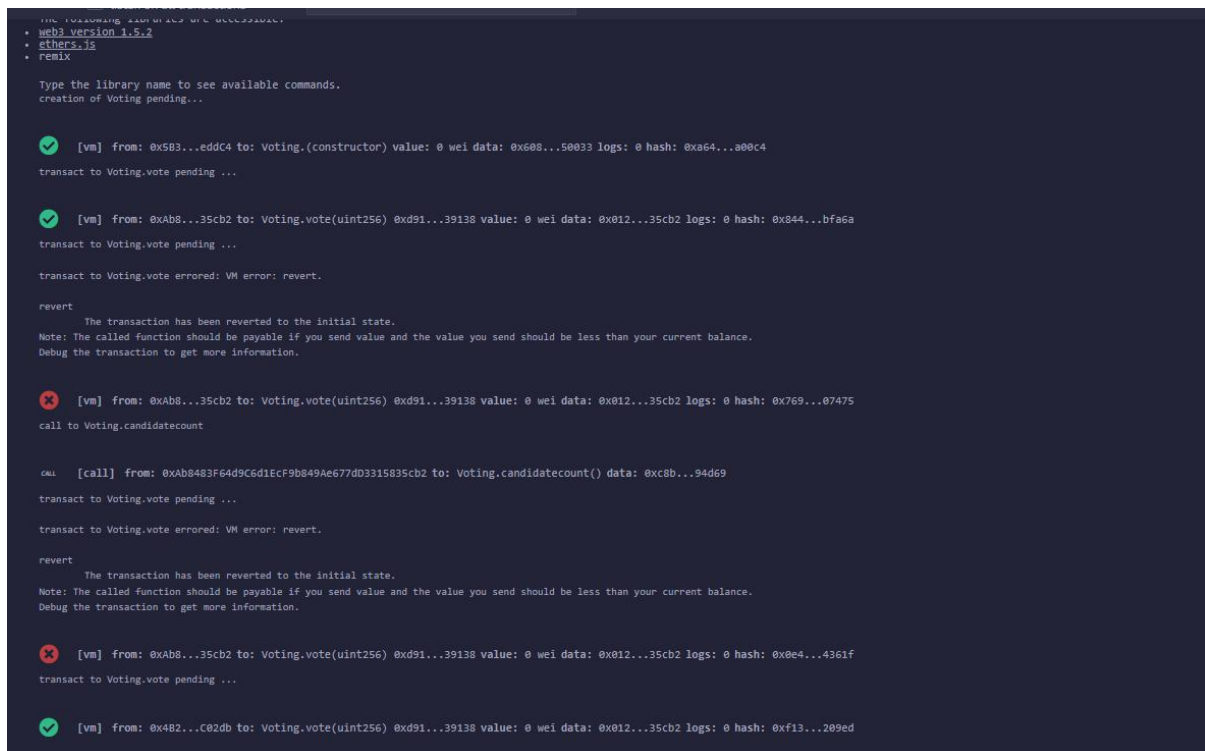 The following libraries are accessible:
web3 version 1.5.2
ethers.js
remix
Type the library name to see available commands.
creation of Voting pending...
[vm] from: 0x5B3...eddC4 to: Voting.(constructor) value: 0 wei data: 0x608...50033 logs: 0 hash: 0xa64...a00c4
transact to Voting.vote pending ...
[vm] from: 0xAb8...35cb2 to: Voting.vote(uint256) 0xd91...39138 value: 0 wei data: 0x012...35cb2 logs: 0 hash: 0x844...bfa6a
transact to Voting.vote pending ...
transact to Voting.vote errored: VM error: revert.
revert
The transaction has been reverted to the initial state.
Note: The called function should be payable if you send value and the value you send should be less than your current balance.
Debug the transaction to get more information.
[vm] from: 0xAb8...35cb2 to: Voting.vote(uint256) 0xd91...39138 value: 0 wei data: 0x012...35cb2 logs: 0 hash: 0x769...07475
call to Voting.candidatecount
CALL [call] from: 0xAb8483F64d9C6d1EcF9b849Ae677dD3315835cb2 to: Voting.candidatecount() data: 0xc8b...94d69
transact to Voting.vote pending ...
transact to Voting.vote errored: VM error: revert.
revert
The transaction has been reverted to the initial state.
Note: The called function should be payable if you send value and the value you send should be less than your current balance.
Debug the transaction to get more information.
[vm] from: 0xAb8...35cb2 to: Voting.vote(uint256) 0xd91...39138 value: 0 wei data: 0x012...35cb2 logs: 0 hash: 0x0e4...4361f
transact to Voting.vote pending ...
[vm] from: 0x4B2...C02db to: Voting.vote(uint256) 0xd91...39138 value: 0 wei data: 0x012...35cb2 logs: 0 hash: 0xf13...209ed